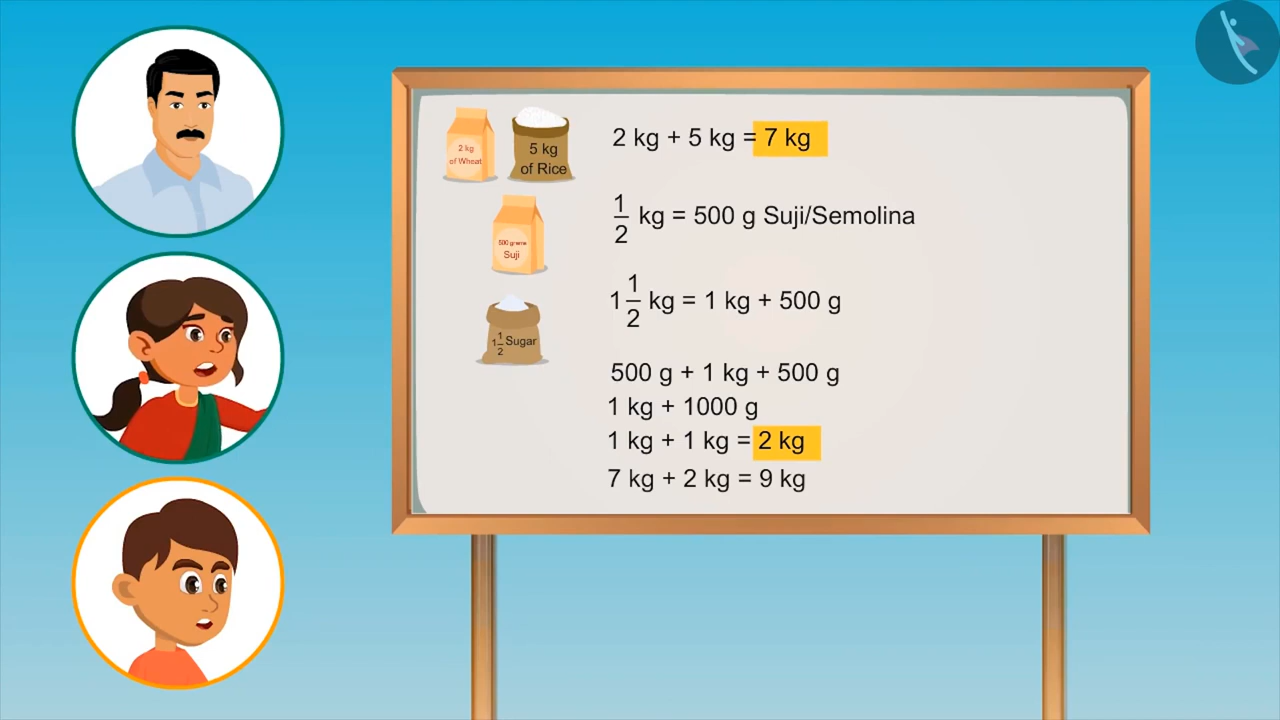 2 kg
of Wheat
5 kg
of Rice
2 kg + 5 kg = 7 kg
500 grams
Suji
1/2 kg = 500 g Suji/Semolina
1 1/2 Sugar
1 1/2 kg = 1 kg + 500 g
500 g + 1 kg + 500 g
1 kg + 1000 g
1 kg + 1 kg = 2 kg
7 kg + 2 kg = 9 kg